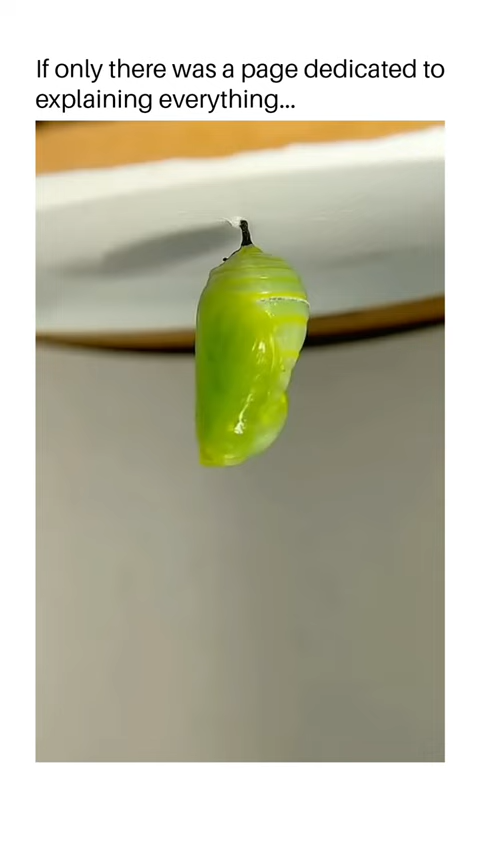 If only there was a page dedicated to
explaining everything...